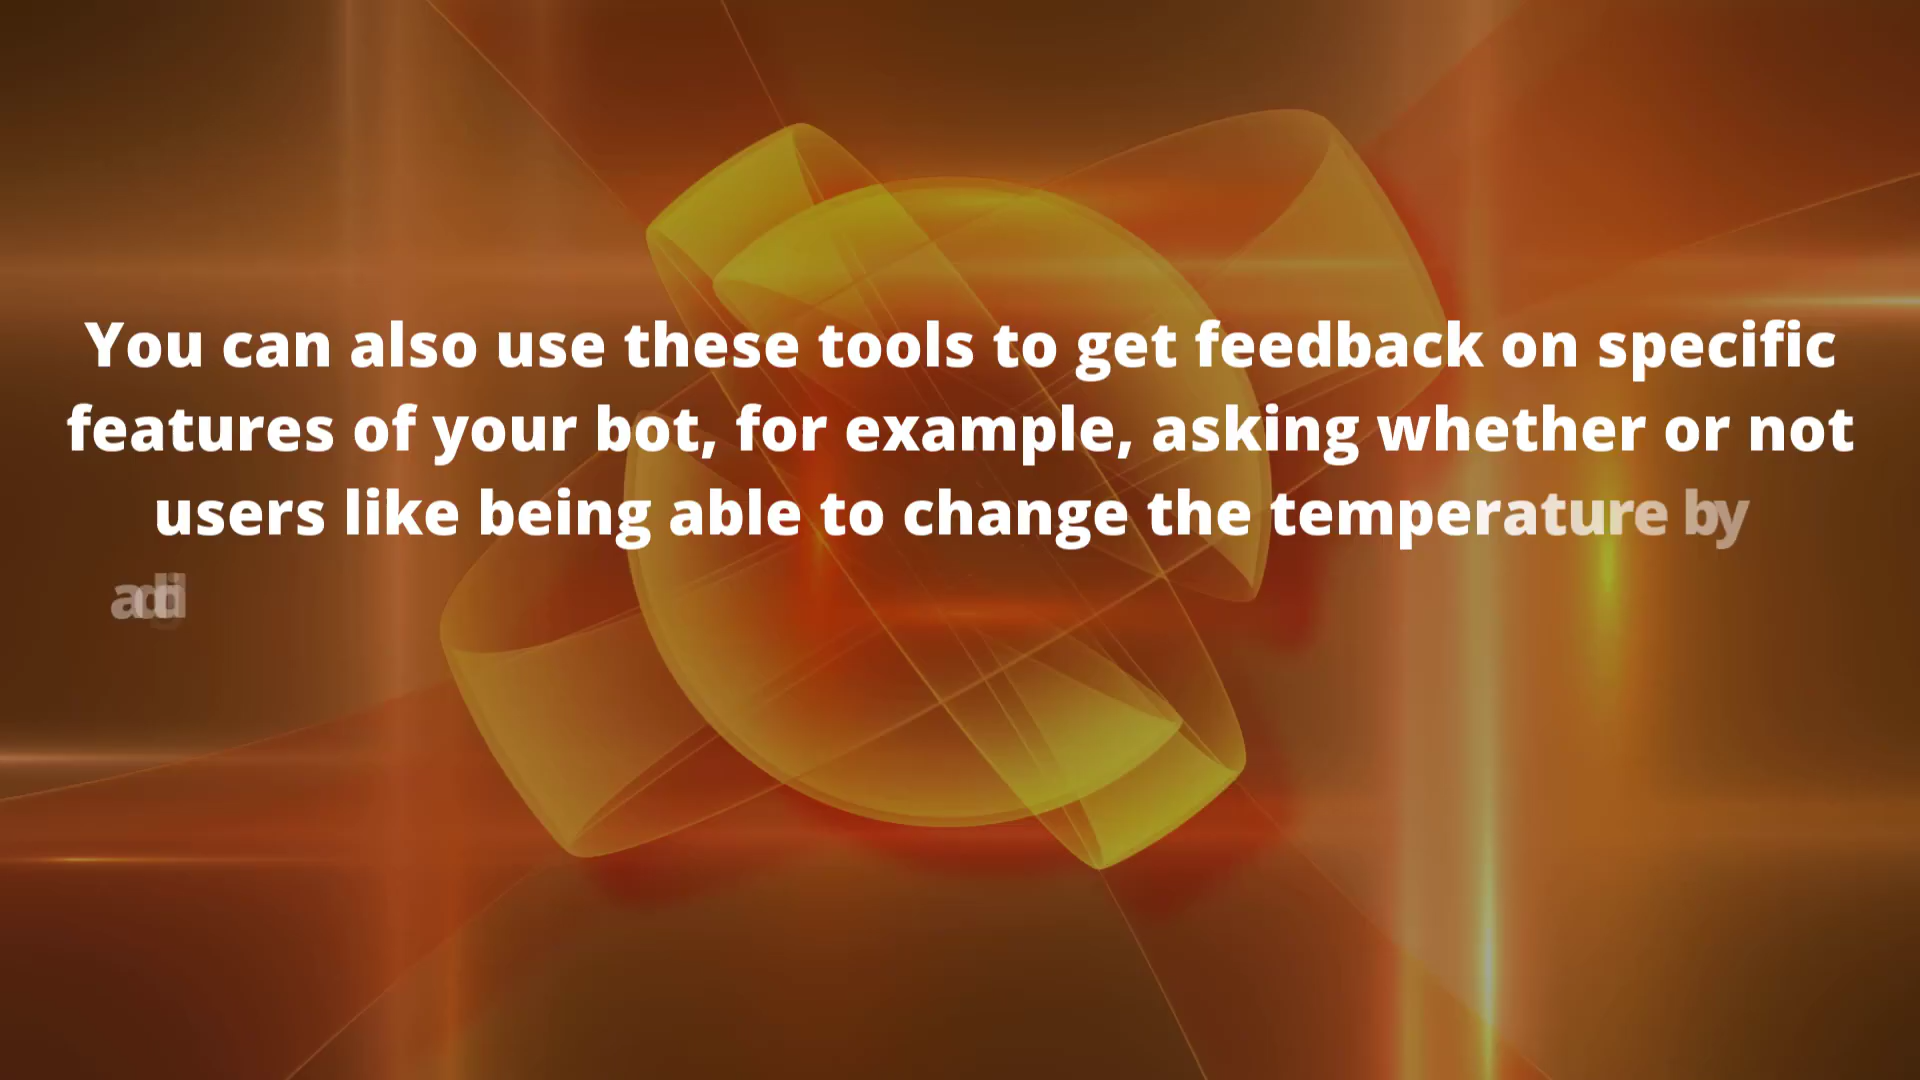 You can also use these tools to get feedback on specific
features of your bot, for example, asking whether or not
users like being able to change the temperature by